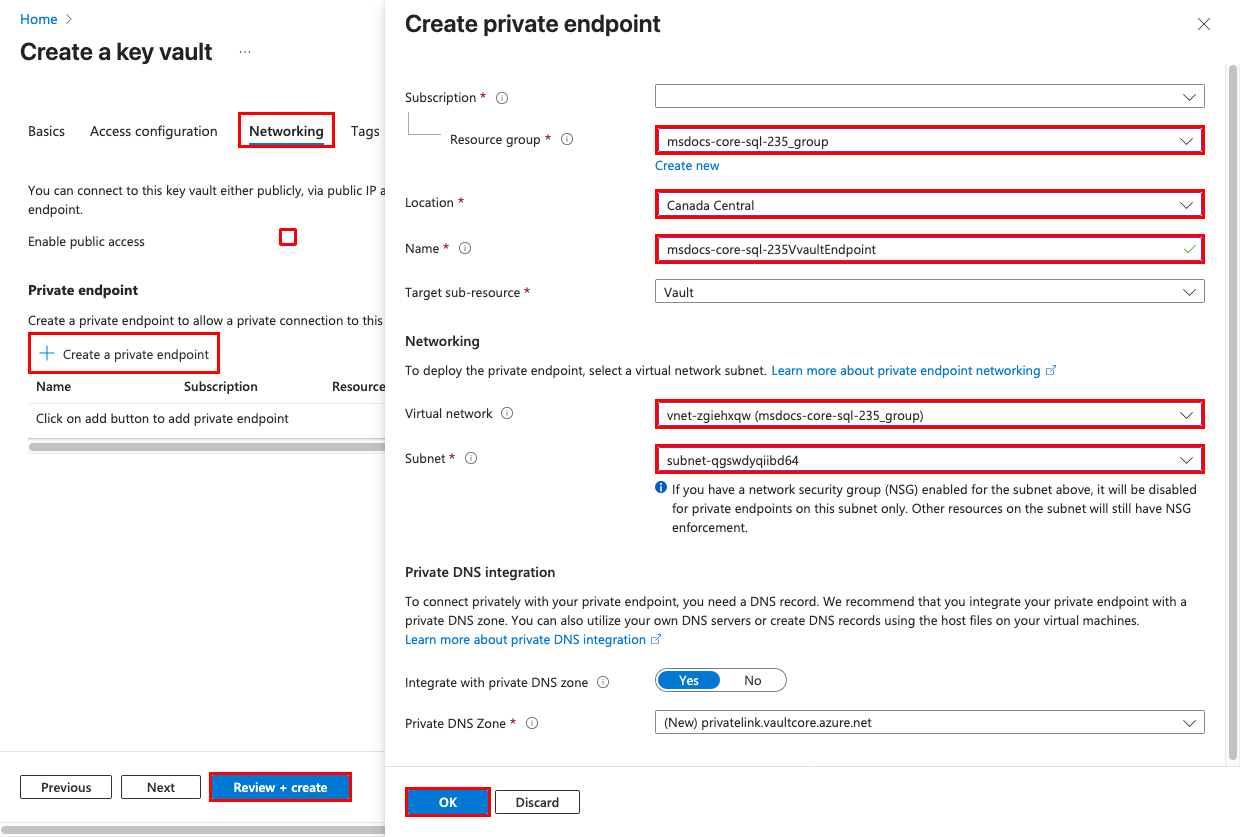 Home
Create a key vault ...
Basics Access configuration Networking Tags
You can connect to this key vault either publicly, via public IP a
endpoint.
Enable public access
Private endpoint
Create a private endpoint to allow a private connection to this
Create a private endpoint
Name Subscription Resource
Click on add button to add private endpoint
Previous Next Review + create
Create private endpoint
Subscription *
Resource group * msdocs-core-sql-235_group
Create new
Location * Canada Central
Name * msdocs-core-sql-235VvaultEndpoint
Target sub-resource * Vault
Networking
To deploy the private endpoint, select a virtual network subnet. Learn more about private endpoint networking
Virtual network vnet-zgiehxqw (msdocs-core-sql-235_group)
Subnet * subnet-qgswdyqiibd64
If you have a network security group (NSG) enabled for the subnet above, it will be disabled
for private endpoints on this subnet only. Other resources on the subnet will still have NSG
enforcement.
Private DNS integration
To connect privately with your private endpoint, you need a DNS record. We recommend that you integrate your private endpoint with a
private DNS zone. You can also utilize your own DNS servers or create DNS records using the host files on your virtual machines.
Learn more about private DNS integration
Integrate with private DNS zone Yes No
Private DNS Zone * (New) privatelink.vaultcore.azure.net
OK Discard